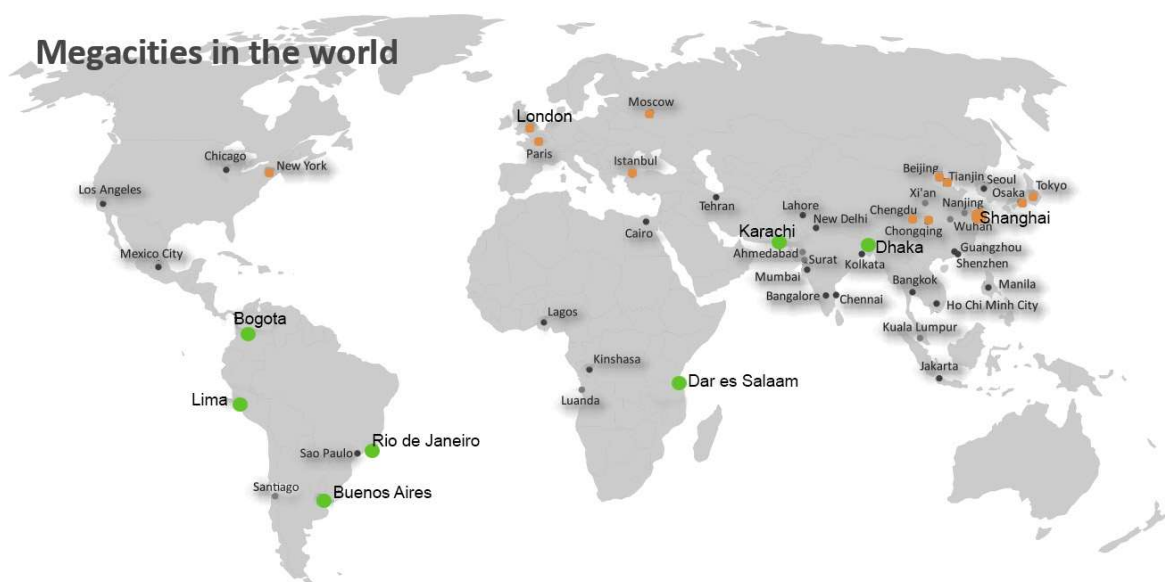 Megacities in the world
Moscow
London
Paris
Istanbul
Chicago
New York
Los Angeles
Mexico City
Tehran
Cairo
Beijing
Tianjin
Seoul
Xi'an
Osaka
Tokyo
Nanjing
Chengdu
Shanghai
Chongqing
Wuhan
Lahore
New Delhi
Karachi
Dhaka
Ahmedabad
Surat
Kolkata
Guangzhou
Shenzhen
Mumbai
Bangalore
Chennai
Bangkok
Manila
Ho Chi Minh City
Kuala Lumpur
Jakarta
Bogota
Lagos
Kinshasa
Luanda
Dar es Salaam
Lima
Rio de Janeiro
Sao Paulo
Santiago
Buenos Aires